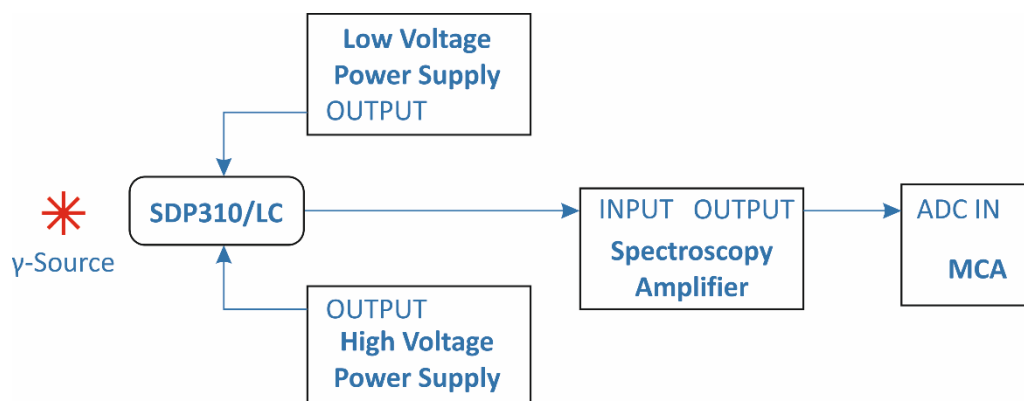 Low Voltage
Power Supply
OUTPUT
SDP310/LC
γ-Source
OUTPUT
High Voltage
Power Supply
INPUT OUTPUT
Spectroscopy
Amplifier
ADC IN
MCA